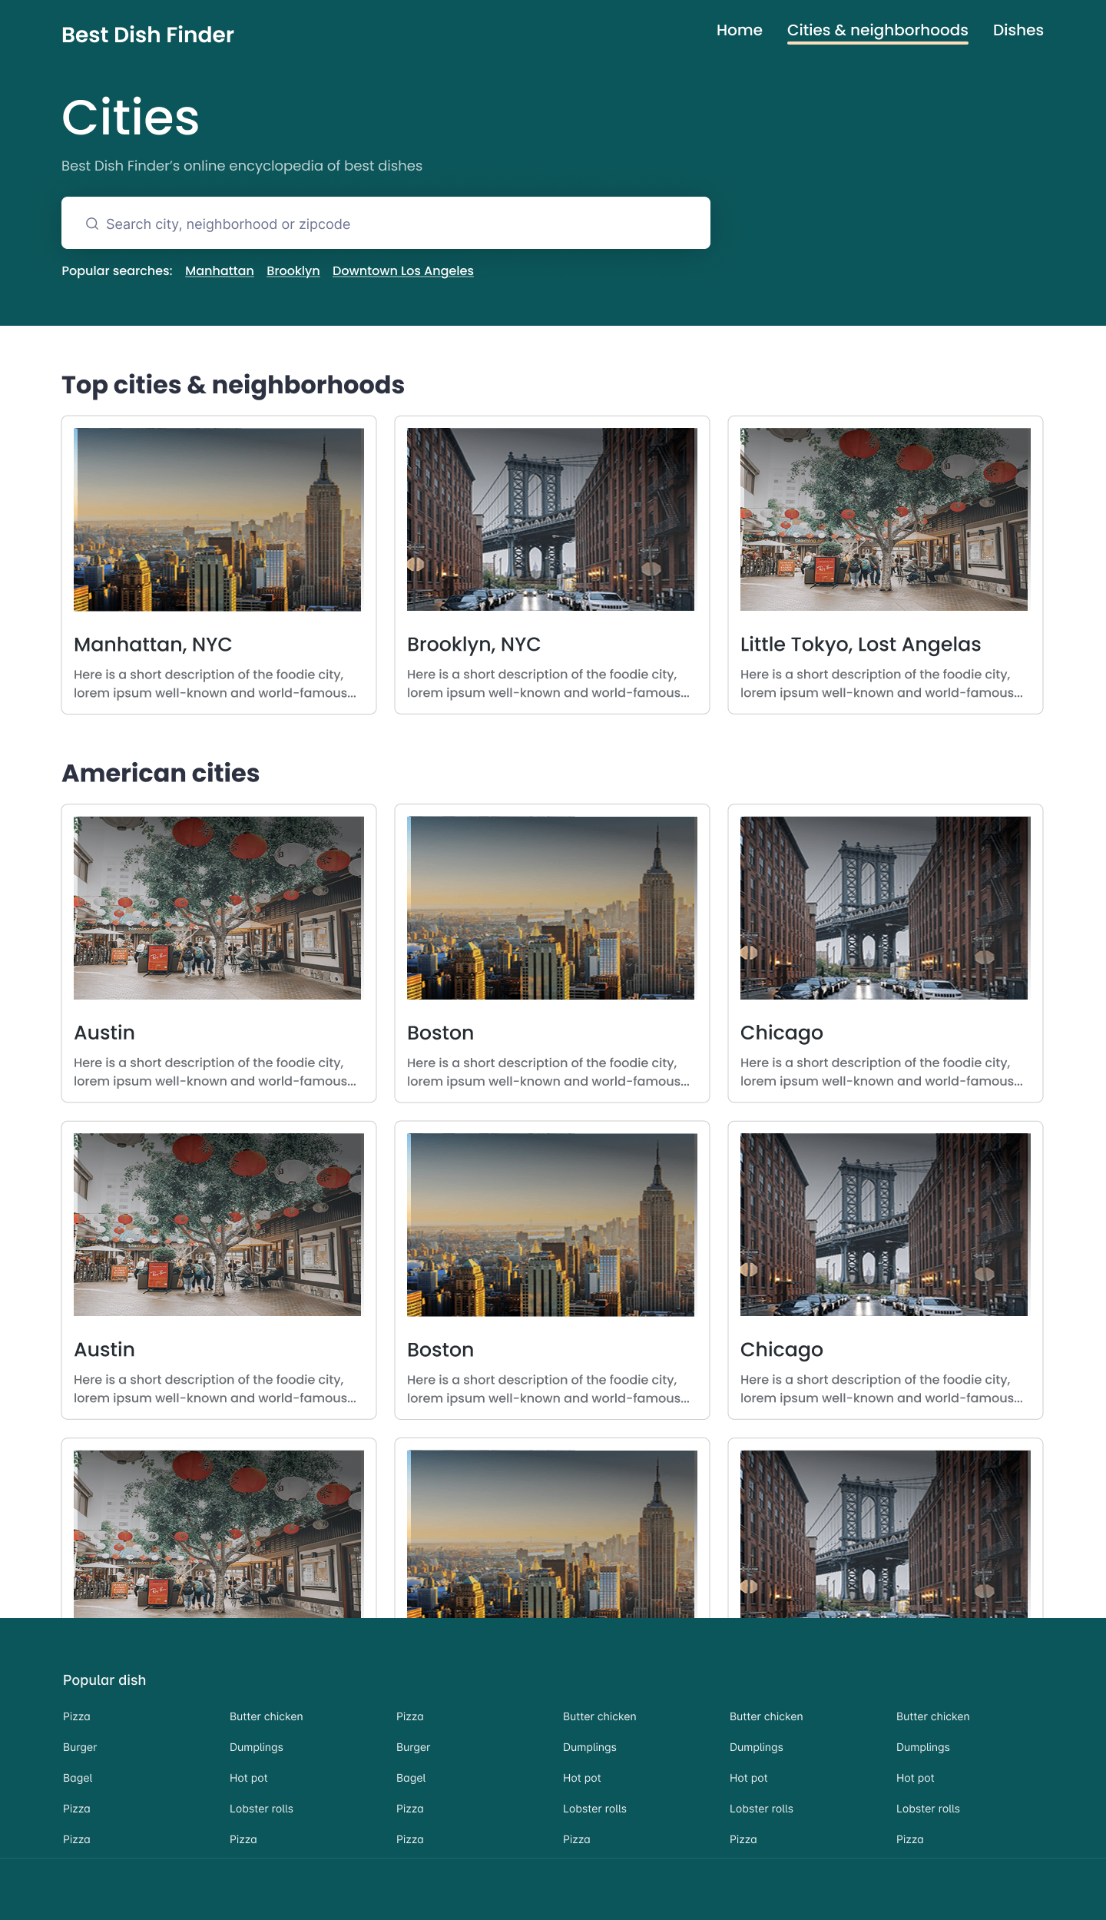 Best Dish Finder
Home Cities & neighborhoods Dishes
Cities
Best Dish Finder's online encyclopedia of best dishes
Search city, neighborhood or zipcode
Popular searches: Manhattan Brooklyn Downtown Los Angeles
Top cities & neighborhoods
Manhattan, NYC
Here is a short description of the foodie city,
lorem ipsum well-known and world-famous...
Brooklyn, NYC
Here is a short description of the foodie city,
lorem ipsum well-known and world-famous...
Little Tokyo, Lost Angelas
Here is a short description of the foodie city,
lorem ipsum well-known and world-famous...
American cities
Austin
Here is a short description of the foodie city,
lorem ipsum well-known and world-famous...
Boston
Here is a short description of the foodie city,
lorem ipsum well-known and world-famous...
Chicago
Here is a short description of the foodie city,
lorem ipsum well-known and world-famous...
Austin
Here is a short description of the foodie city,
lorem ipsum well-known and world-famous...
Boston
Here is a short description of the foodie city,
lorem ipsum well-known and world-famous...
Chicago
Here is a short description of the foodie city,
lorem ipsum well-known and world-famous...
Popular dish
Pizza Butter chicken Pizza Butter chicken Butter chicken Butter chicken
Burger Dumplings Burger Dumplings Dumplings Dumplings
Bagel Hot pot Bagel Hot pot Hot pot Hot pot
Pizza Lobster rolls Pizza Lobster rolls Lobster rolls Lobster rolls
Pizza Pizza Pizza Pizza Pizza Pizza